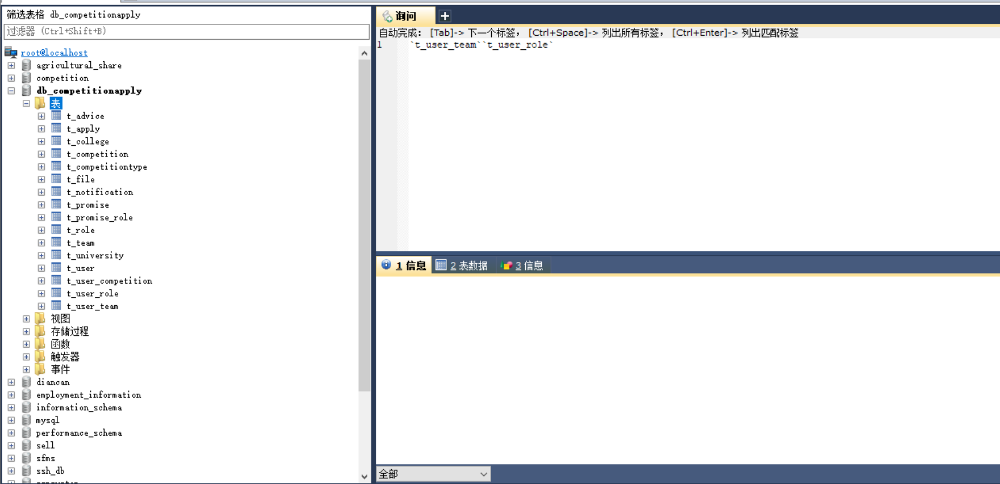 筛选表格 db_competitionapply
过滤器 (Ctrl+Shift+B)
root@localhost
agricultural_share
competition
db_competitionapply
表
t_advice
t_apply
t_college
t_competition
t_competitiontype
t_file
t_notification
t_promise
t_promise_role
t_role
t_team
t_university
t_user
t_user_competition
t_user_role
t_user_team
视图
存储过程
函数
触发器
事件
diancan
employment_information
information_schema
mysql
performance_schema
sell
sfms
ssh_db
询问
自动完成: [Tab]-> 下一个标签, [Ctrl+Space]-> 列出所有标签, [Ctrl+Enter]-> 列出匹配标签
1 `t_user_team``t_user_role`
1 信息 2 表数据 3 信息
全部